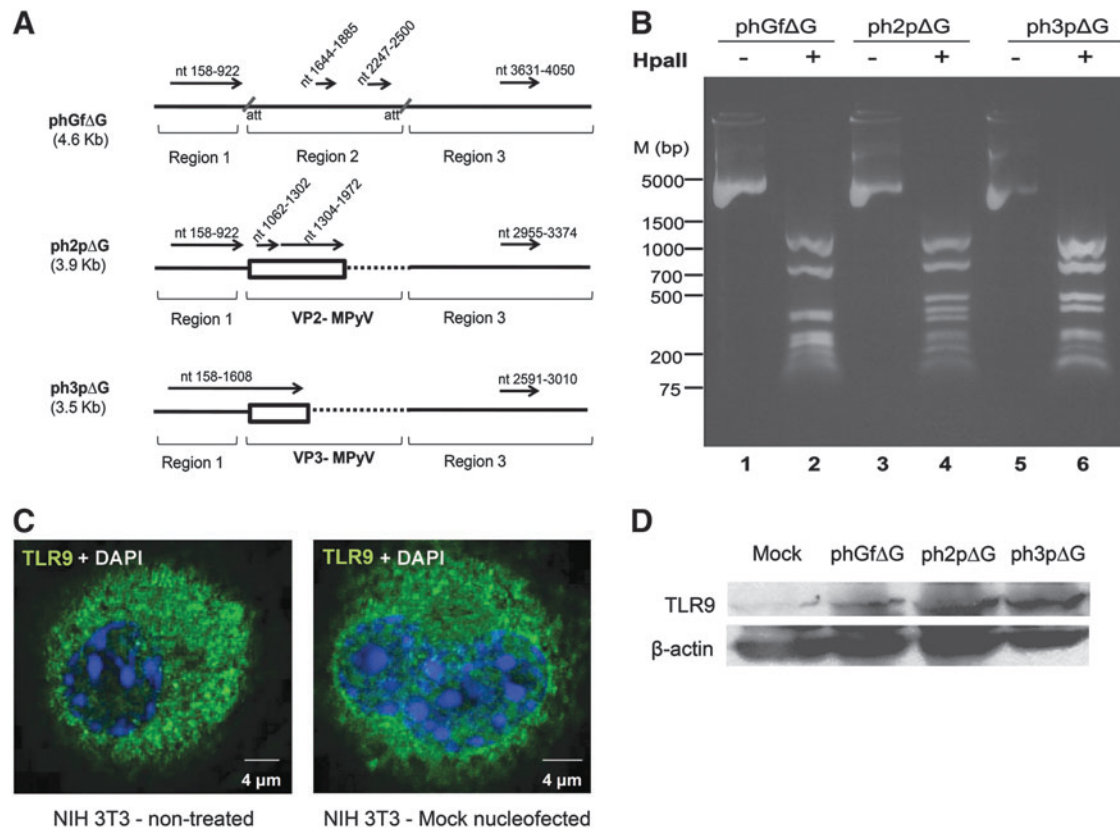 A
nt 158-922
nt 1644-1885
nt 2247-2500
nt 3631-4050
phGfΔG
(4.6 Kb)
att
att
Region 1
Region 2
Region 3
nt 158-922
nt 1062-1302
nt 1304-1972
nt 2955-3374
ph2pΔG
(3.9 Kb)
Region 1
VP2- MPyV
Region 3
nt 158-1608
nt 2591-3010
ph3pΔG
(3.5 Kb)
Region 1
VP3- MPyV
Region 3
B
phGfΔG ph2pΔG ph3pΔG
HpaII - + - + - +
M (bp)
5000
1500
1000
700
500
200
75
1 2 3 4 5 6
C
TLR9 + DAPI
4 µm
NIH 3T3 - non-treated
TLR9 + DAPI
4 µm
NIH 3T3 - Mock nucleofected
D
Mock phGfΔG ph2pΔG ph3pΔG
TLR9
β-actin